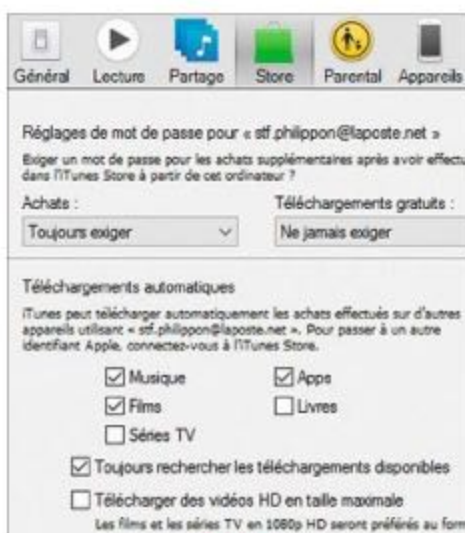 Général Lecture Partage Store Parental Appareils
Réglages de mot de passe pour « stf.philippon@laposte.net »
Exiger un mot de passe pour les achats supplémentaires après avoir effectu
dans l'iTunes Store à partir de cet ordinateur ?
Achats : Téléchargements gratuits :
Toujours exiger Ne jamais exiger
Téléchargements automatiques
iTunes peut télécharger automatiquement les achats effectués sur d'autres
appareils utilisant « stf.philippon@laposte.net ». Pour passer à un autre
identifiant Apple, connectez-vous à l'iTunes Store.
Musique Apps
Films Livres
Séries TV
Toujours rechercher les téléchargements disponibles
Télécharger des vidéos HD en taille maximale
Les films et les séries TV en 1080p HD seront préférés au form